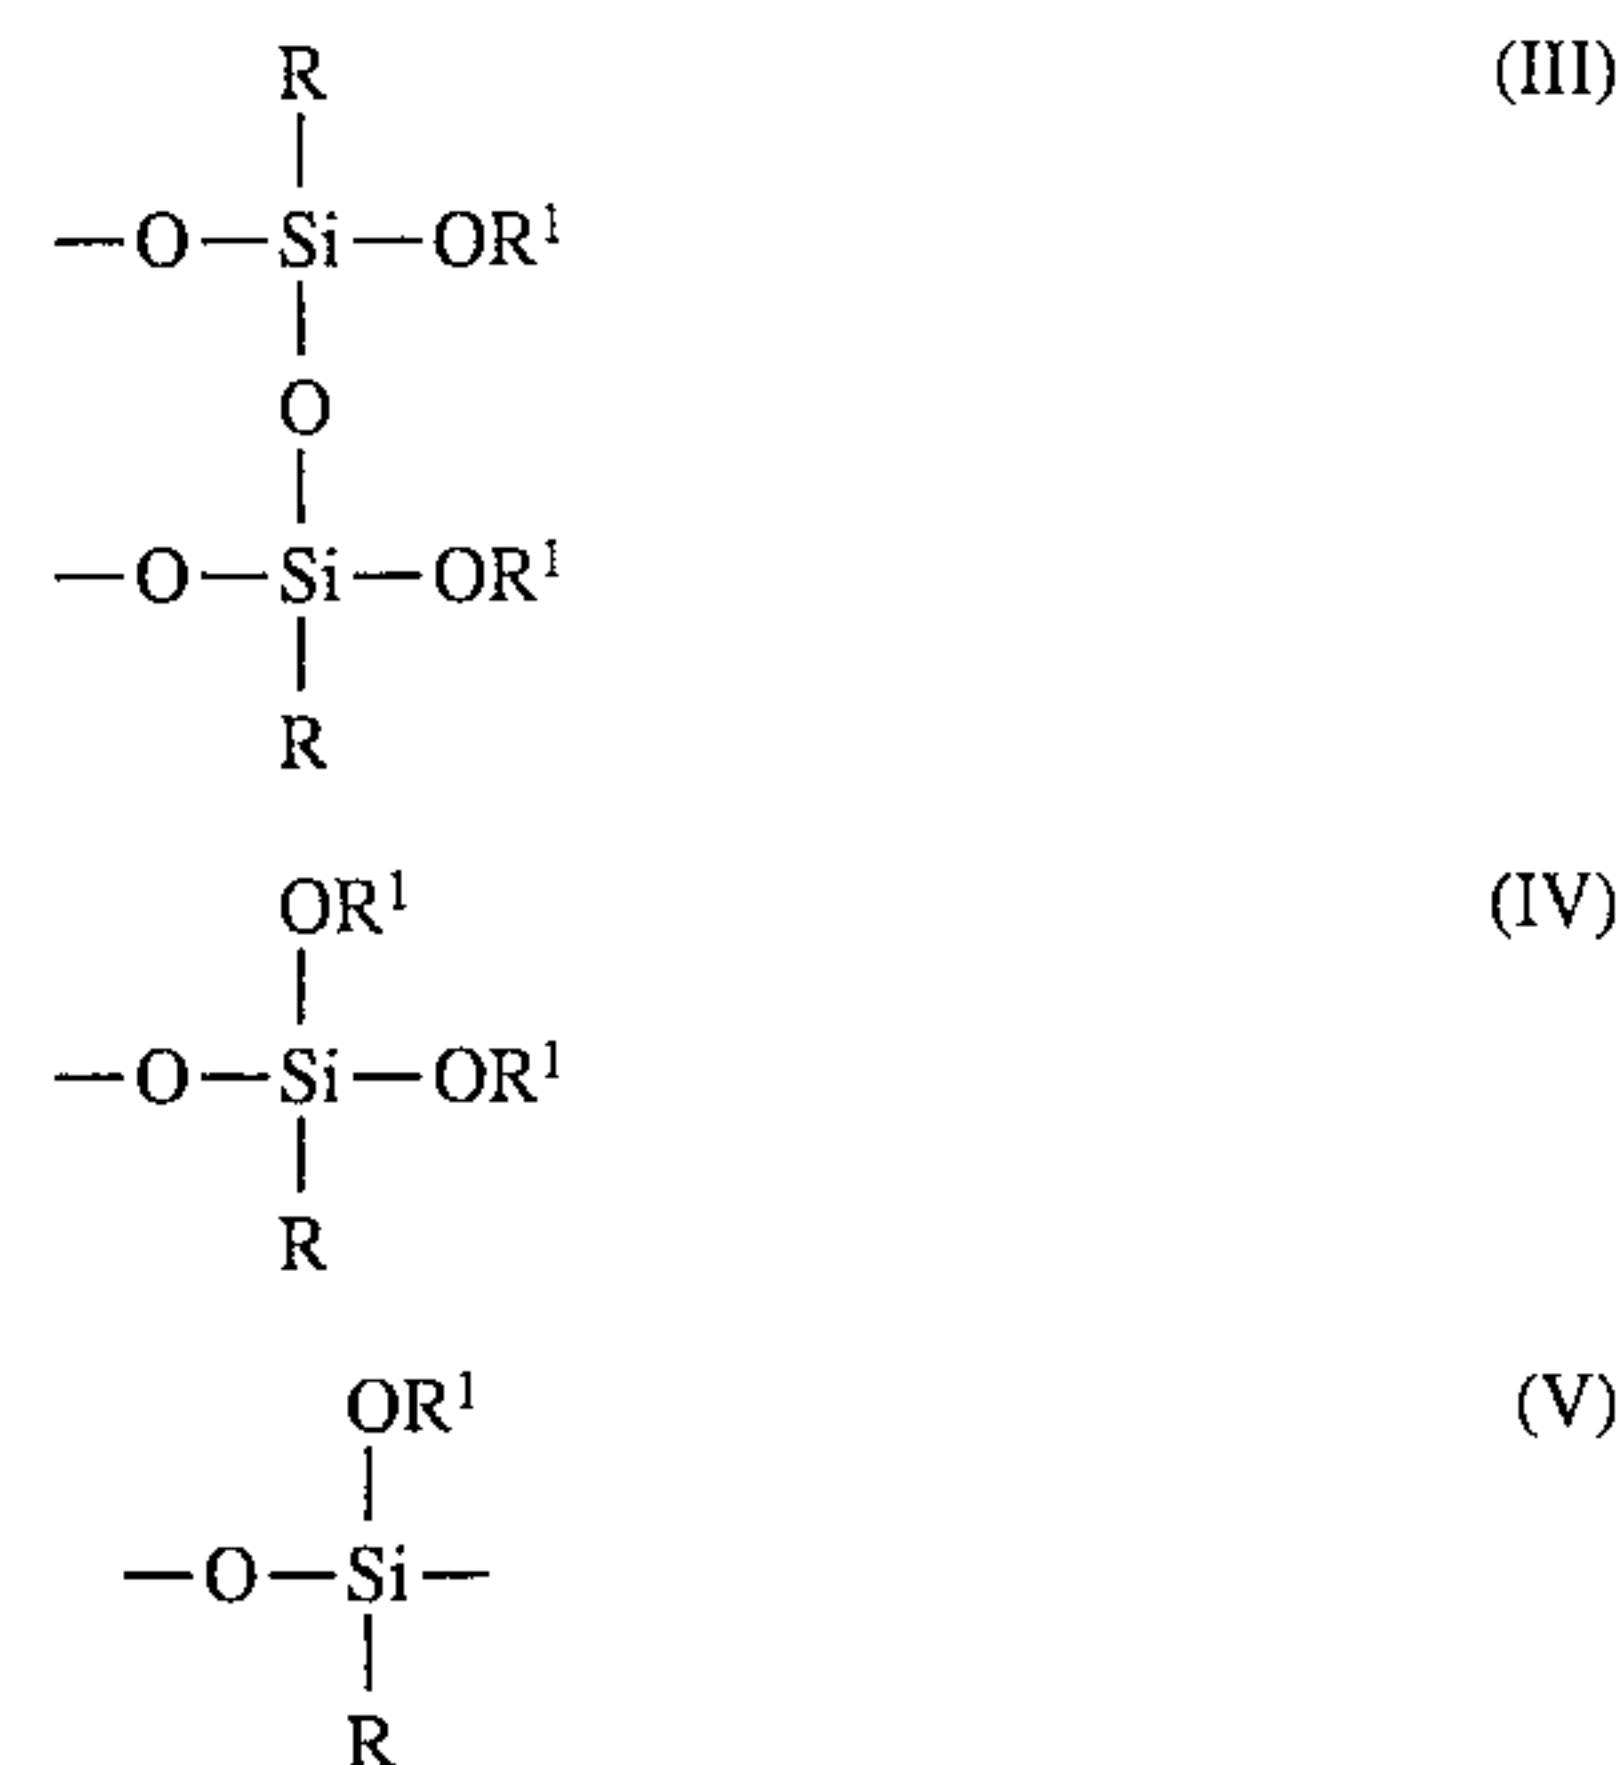 R (III)
—O—Si—OR¹
O
—O—Si—OR¹
R
OR¹ (IV)
—O—Si—OR¹
R
OR¹ (V)
—O—Si—
R